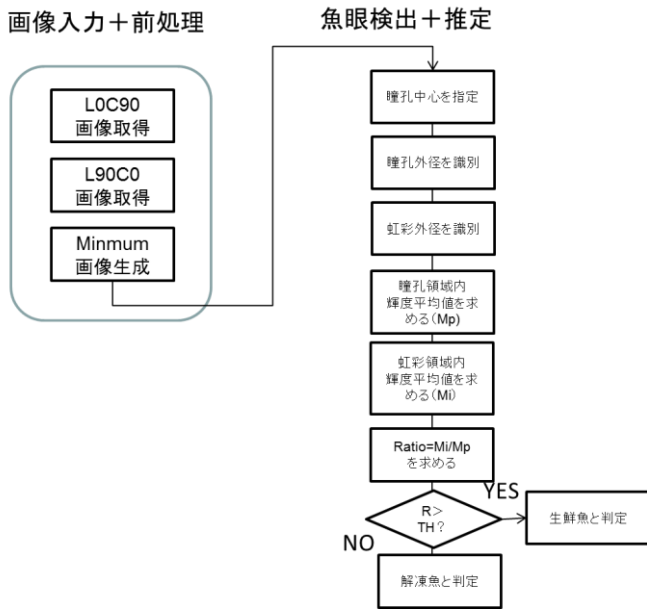 画像入力＋前処理
L0C90
画像取得
L90C0
画像取得
Minmum
画像生成
魚眼検出＋推定
瞳孔中心を指定
瞳孔外径を識別
虹彩外径を識別
瞳孔領域内
輝度平均値を求
める(Mp)
虹彩領域内
輝度平均値を求
める(Mi)
Ratio=Mi/Mp
を求める
R>
TH?
YES
生鮮魚と判定
NO
解凍魚と判定